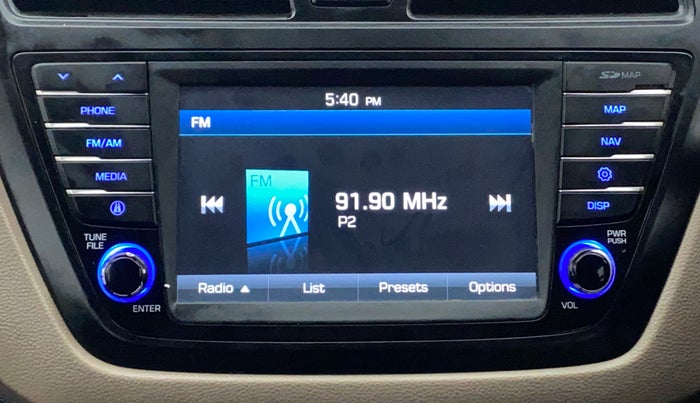 5:40 PM
SD MAP
PHONE
FM
MAP
FM/AM
NAV
MEDIA
FM
91.90 MHz
P2
DISP
TUNE
FILE
PWR
PUSH
Radio ▲ List Presets Options
ENTER
VOL